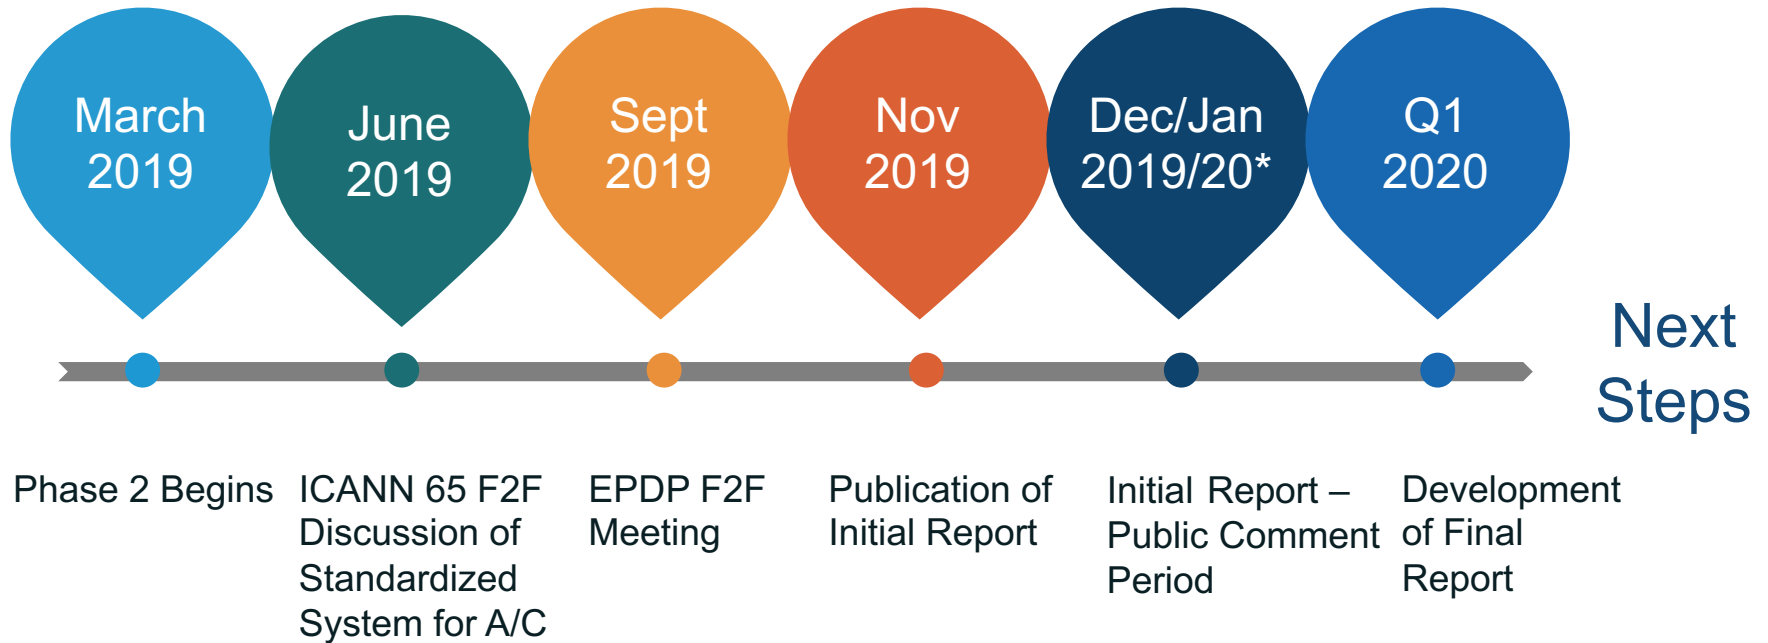 March
2019
June
2019
Sept
2019
Nov
2019
Dec/Jan
2019/20*
Q1
2020
Next
Steps
Phase 2 Begins
ICANN 65 F2F
Discussion of
Standardized
System for A/C
EPDP F2F
Meeting
Publication of
Initial Report
Initial Report –
Public Comment
Period
Development
of Final
Report